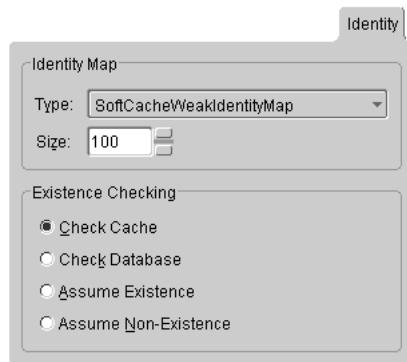 Identity
Identity Map
Type: SoftCacheWeakIdentityMap
Size: 100
Existence Checking
Check Cache
Check Database
Assume Existence
Assume Non-Existence